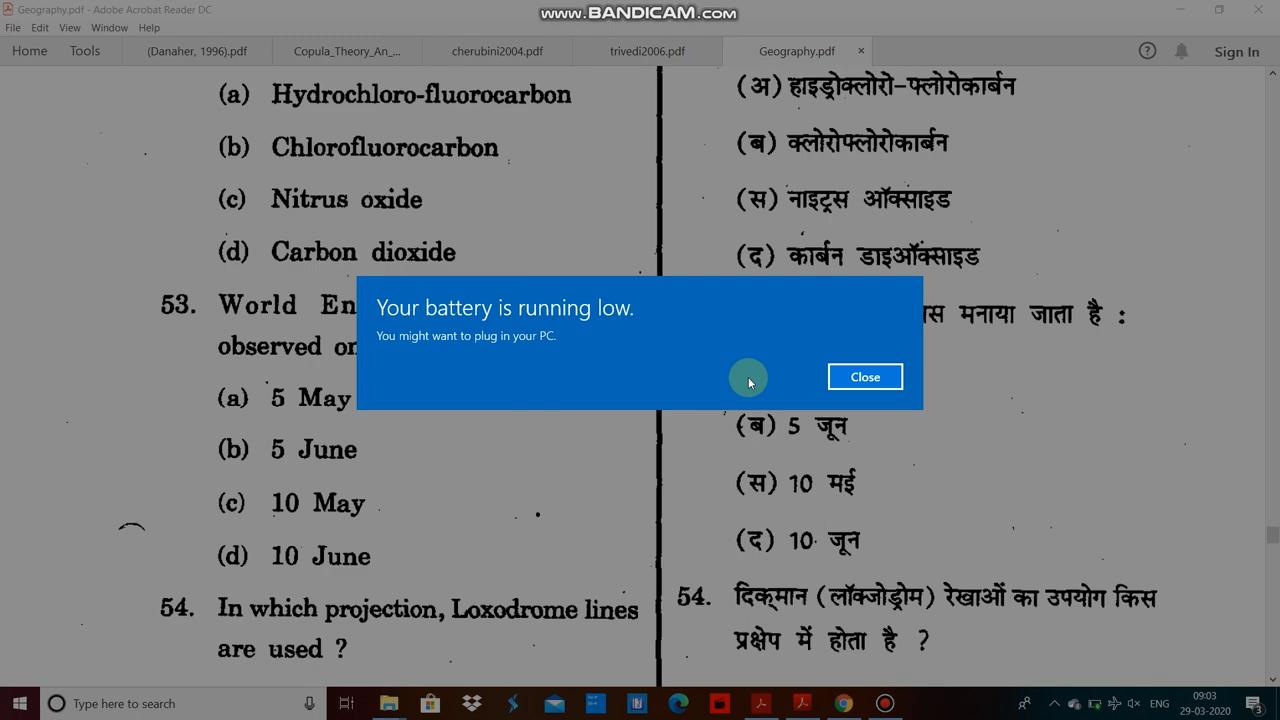 Geography.pdf - Adobe Acrobat Reader DC
www.BANDICAM.com
File Edit View Window Help
Home Tools (Danaher, 1996).pdf Copula_Theory_An_... cherubini2004.pdf trivedi2006.pdf Geography.pdf × Sign In
(a) Hydrochloro-fluorocarbon
(b) Chlorofluorocarbon
(c) Nitrus oxide
(d) Carbon dioxide
53. World En
observed on
(a) 5 May
(b) 5 June
(c) 10 May
(d) 10 June
54. In which projection, Loxodrome lines
are used ?
(अ) हाइड्रोक्लोरो-फ्लोरोकार्बन
(ब) क्लोरोफ्लोरोकार्बन
(स) नाइट्रस ऑक्साइड
(द) कार्बन डाइऑक्साइड
स मनाया जाता है :
(ब) 5 जून
(स) 10 मई
(द) 10 जून
54. दिक्मान (लॉक्जोड्रोम) रेखाओं का उपयोग किस
प्रक्षेप में होता है ?
Your battery is running low.
You might want to plug in your PC.
Close
Type here to search
ENG
09:03
29-03-2020